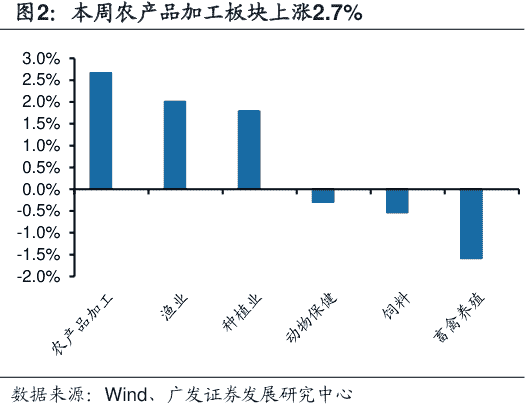 图2：本周农产品加工板块上涨2.7%
3.0%
2.5%
2.0%
1.5%
1.0%
0.5%
0.0%
-0.5%
-1.0%
-1.5%
-2.0%
农产品加工
渔业
种植业
动物保健
饲料
畜禽养殖
数据来源：Wind、广发证券发展研究中心